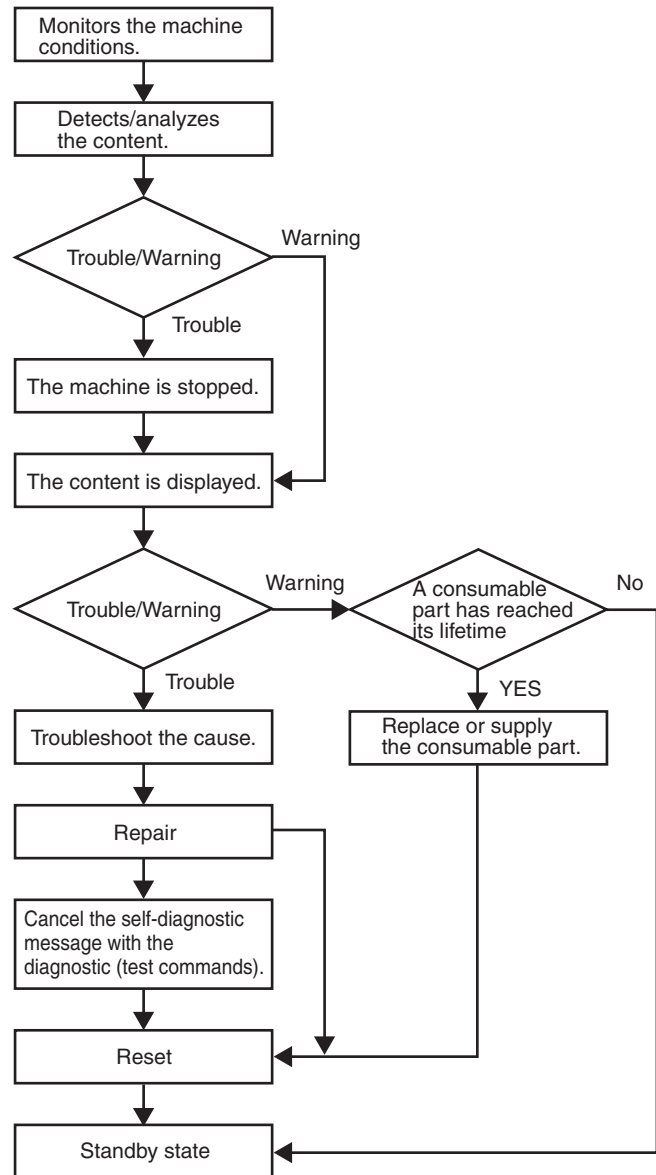 Monitors the machine
conditions.
Detects/analyzes
the content.
Trouble/Warning
Warning
Trouble
The machine is stopped.
The content is displayed.
Trouble/Warning
Warning
A consumable
part has reached
its lifetime
No
Trouble
YES
Troubleshoot the cause.
Replace or supply
the consumable part.
Repair
Cancel the self-diagnostic
message with the
diagnostic (test commands).
Reset
Standby state